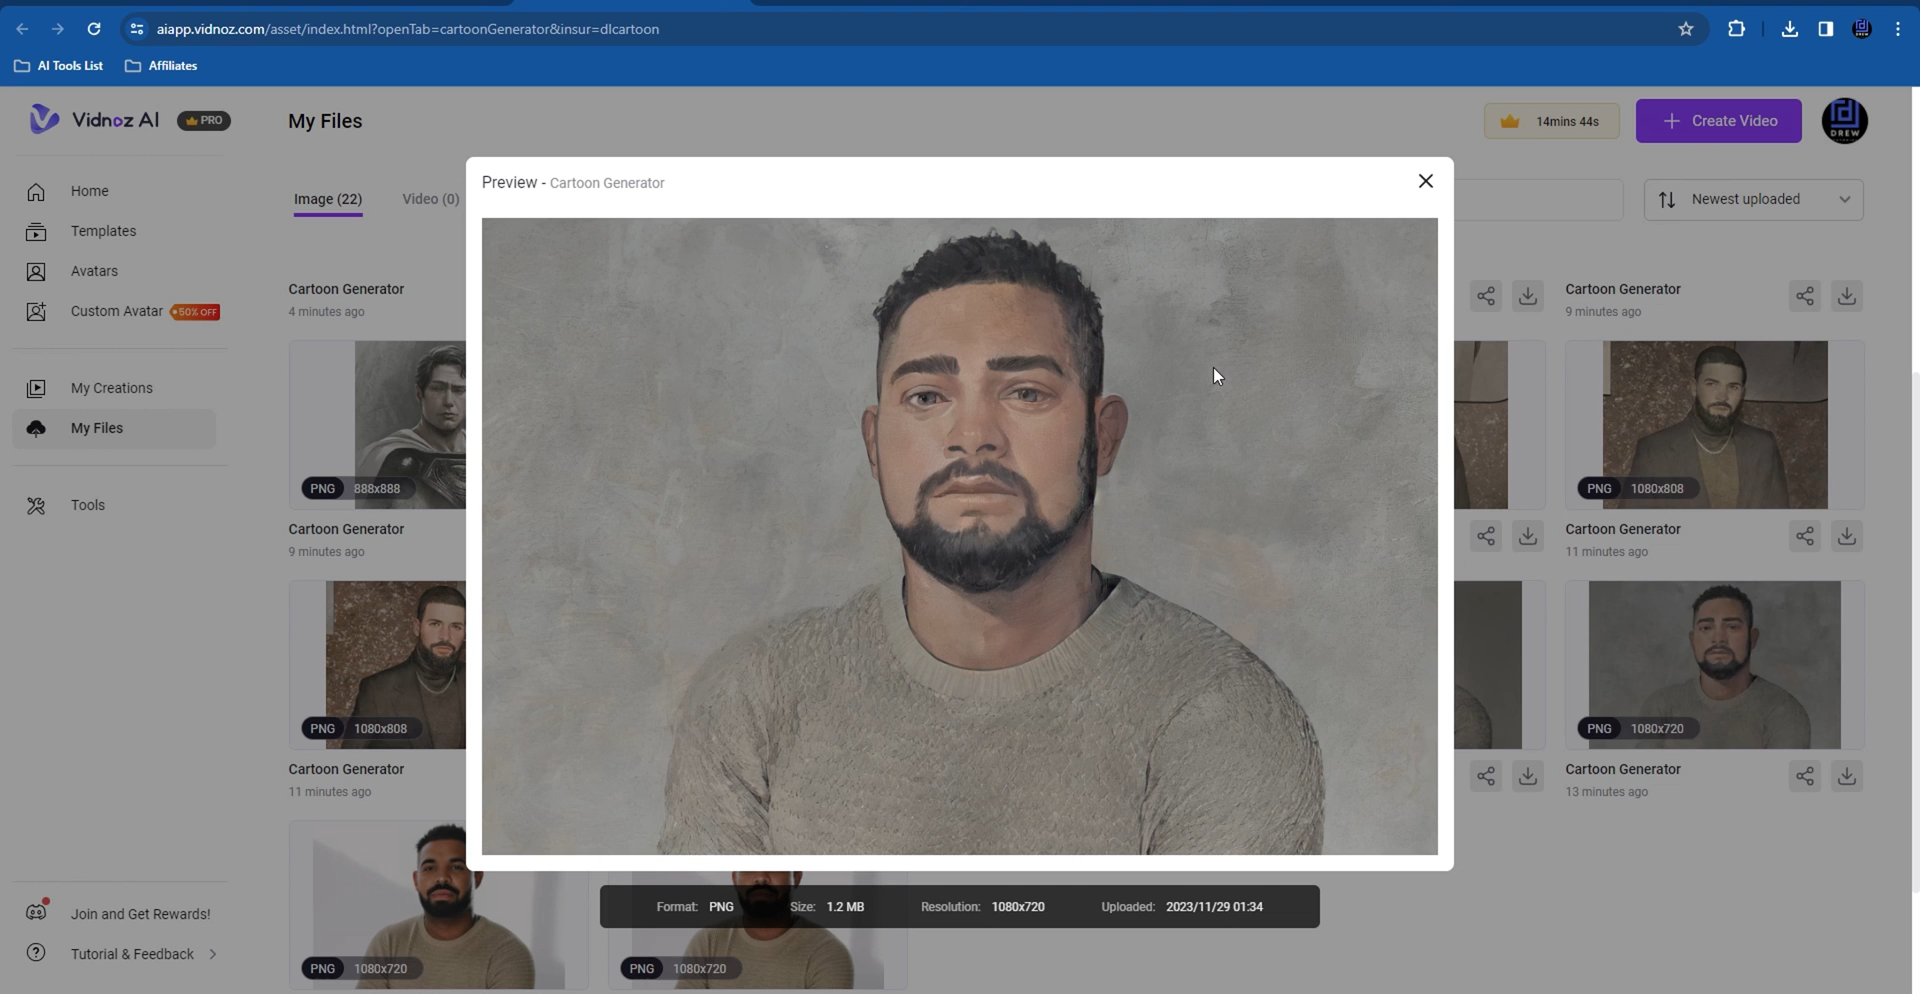 aiapp.vidnoz.com/asset/index.html?openTab=cartoonGenerator&insur=dlcartoon
AI Tools List
Affiliates
Vidnoz AI
PRO
My Files
14mins 44s
+ Create Video
DREW
Home
Templates
Avatars
Custom Avatar
50% OFF
My Creations
My Files
Tools
Join and Get Rewards!
Tutorial & Feedback
Image (22)
Video (0)
Newest uploaded
Preview - Cartoon Generator
Cartoon Generator
4 minutes ago
Cartoon Generator
9 minutes ago
PNG 888x888
PNG 1080x808
Cartoon Generator
9 minutes ago
Cartoon Generator
11 minutes ago
PNG 1080x808
PNG 1080x720
Cartoon Generator
11 minutes ago
Cartoon Generator
13 minutes ago
Format: PNG Size: 1.2 MB Resolution: 1080x720 Uploaded: 2023/11/29 01:34
PNG 1080x720
PNG 1080x720